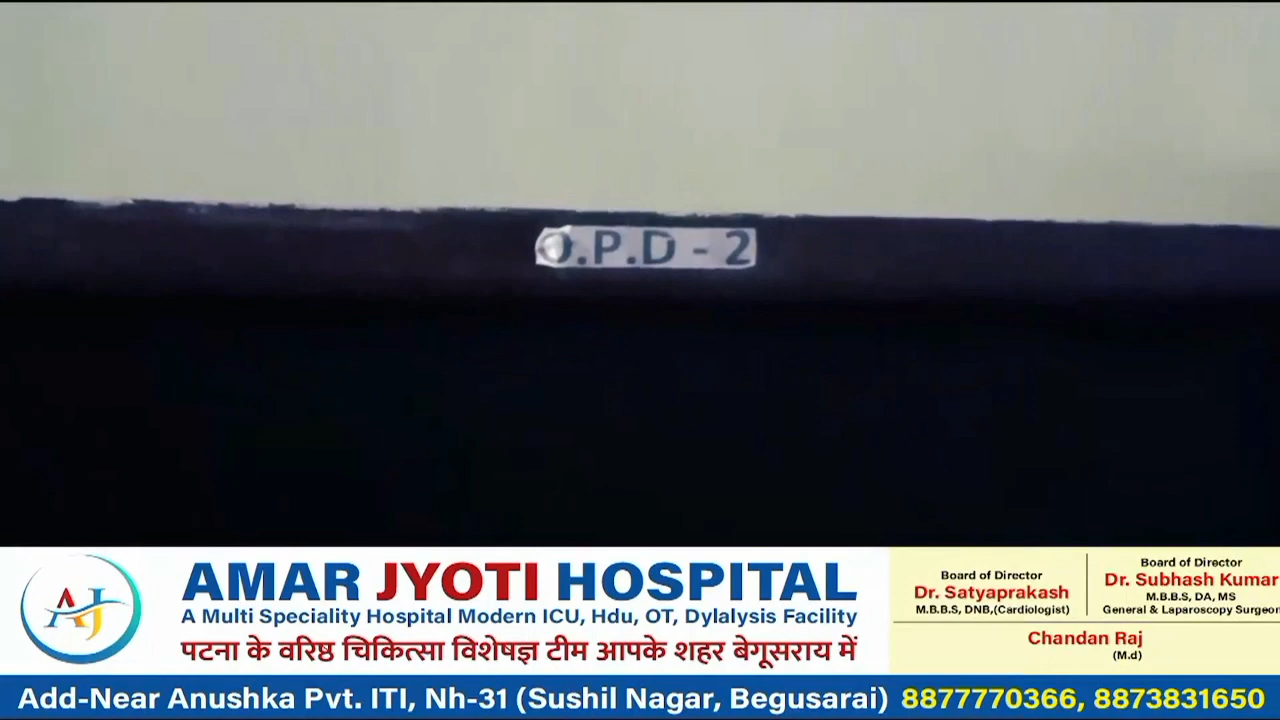 O.P.D - 2
AJ
AMAR JYOTI HOSPITAL
A Multi Speciality Hospital Modern ICU, Hdu, OT, Dylalysis Facility
पटना के वरिष्ठ चिकित्सा विशेषज्ञ टीम आपके शहर बेगूसराय में
Board of Director
Dr. Satyaprakash
M.B.B.S, DNB,(Cardiologist)
Board of Director
Dr. Subhash Kumar
M.B.B.S, DA, MS
General & Laparoscopy Surgeon
Chandan Raj
(M.d)
Add-Near Anushka Pvt. ITI, Nh-31 (Sushil Nagar, Begusarai) 8877770366, 8873831650